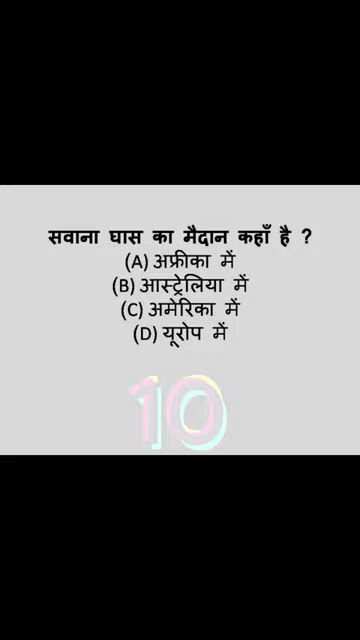 सवाना घास का मैदान कहाँ है ?
(A) अफ्रीका में
(B) आस्ट्रेलिया में
(C) अमेरिका में
(D) यूरोप में
10